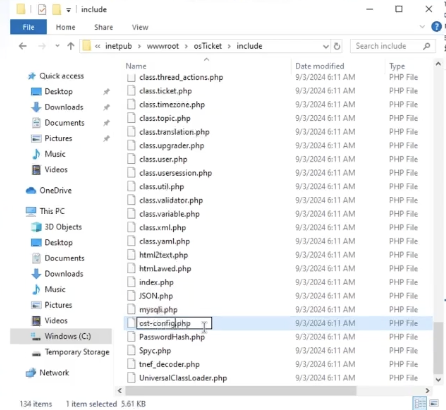 include
File Home Share View
« inetpub > wwwroot > osTicket > include
Search include
Quick access
Desktop
Downloads
Documents
Pictures
Music
Videos
OneDrive
This PC
3D Objects
Desktop
Documents
Downloads
Music
Pictures
Videos
Windows (C:)
Temporary Storage
Network
Name Date modified Type
class.thread_actions.php 9/3/2024 6:11 AM PHP File
class.ticket.php 9/3/2024 6:11 AM PHP File
class.timezone.php 9/3/2024 6:11 AM PHP File
class.topic.php 9/3/2024 6:11 AM PHP File
class.translation.php 9/3/2024 6:11 AM PHP File
class.upgrader.php 9/3/2024 6:11 AM PHP File
class.user.php 9/3/2024 6:11 AM PHP File
class.usersession.php 9/3/2024 6:11 AM PHP File
class.util.php 9/3/2024 6:11 AM PHP File
class.validator.php 9/3/2024 6:11 AM PHP File
class.variable.php 9/3/2024 6:11 AM PHP File
class.xml.php 9/3/2024 6:11 AM PHP File
class.yaml.php 9/3/2024 6:11 AM PHP File
html2text.php 9/3/2024 6:11 AM PHP File
htmLawed.php 9/3/2024 6:11 AM PHP File
index.php 9/3/2024 6:11 AM PHP File
JSON.php 9/3/2024 6:11 AM PHP File
mysqli.php 9/3/2024 6:11 AM PHP File
ost-config.php 9/3/2024 6:11 AM PHP File
PasswordHash.php 9/3/2024 6:11 AM PHP File
Spyc.php 9/3/2024 6:11 AM PHP File
tnef_decoder.php 9/3/2024 6:11 AM PHP File
UniversalClassLoader.php 9/3/2024 6:11 AM PHP File
134 items 1 item selected 5.61 KB